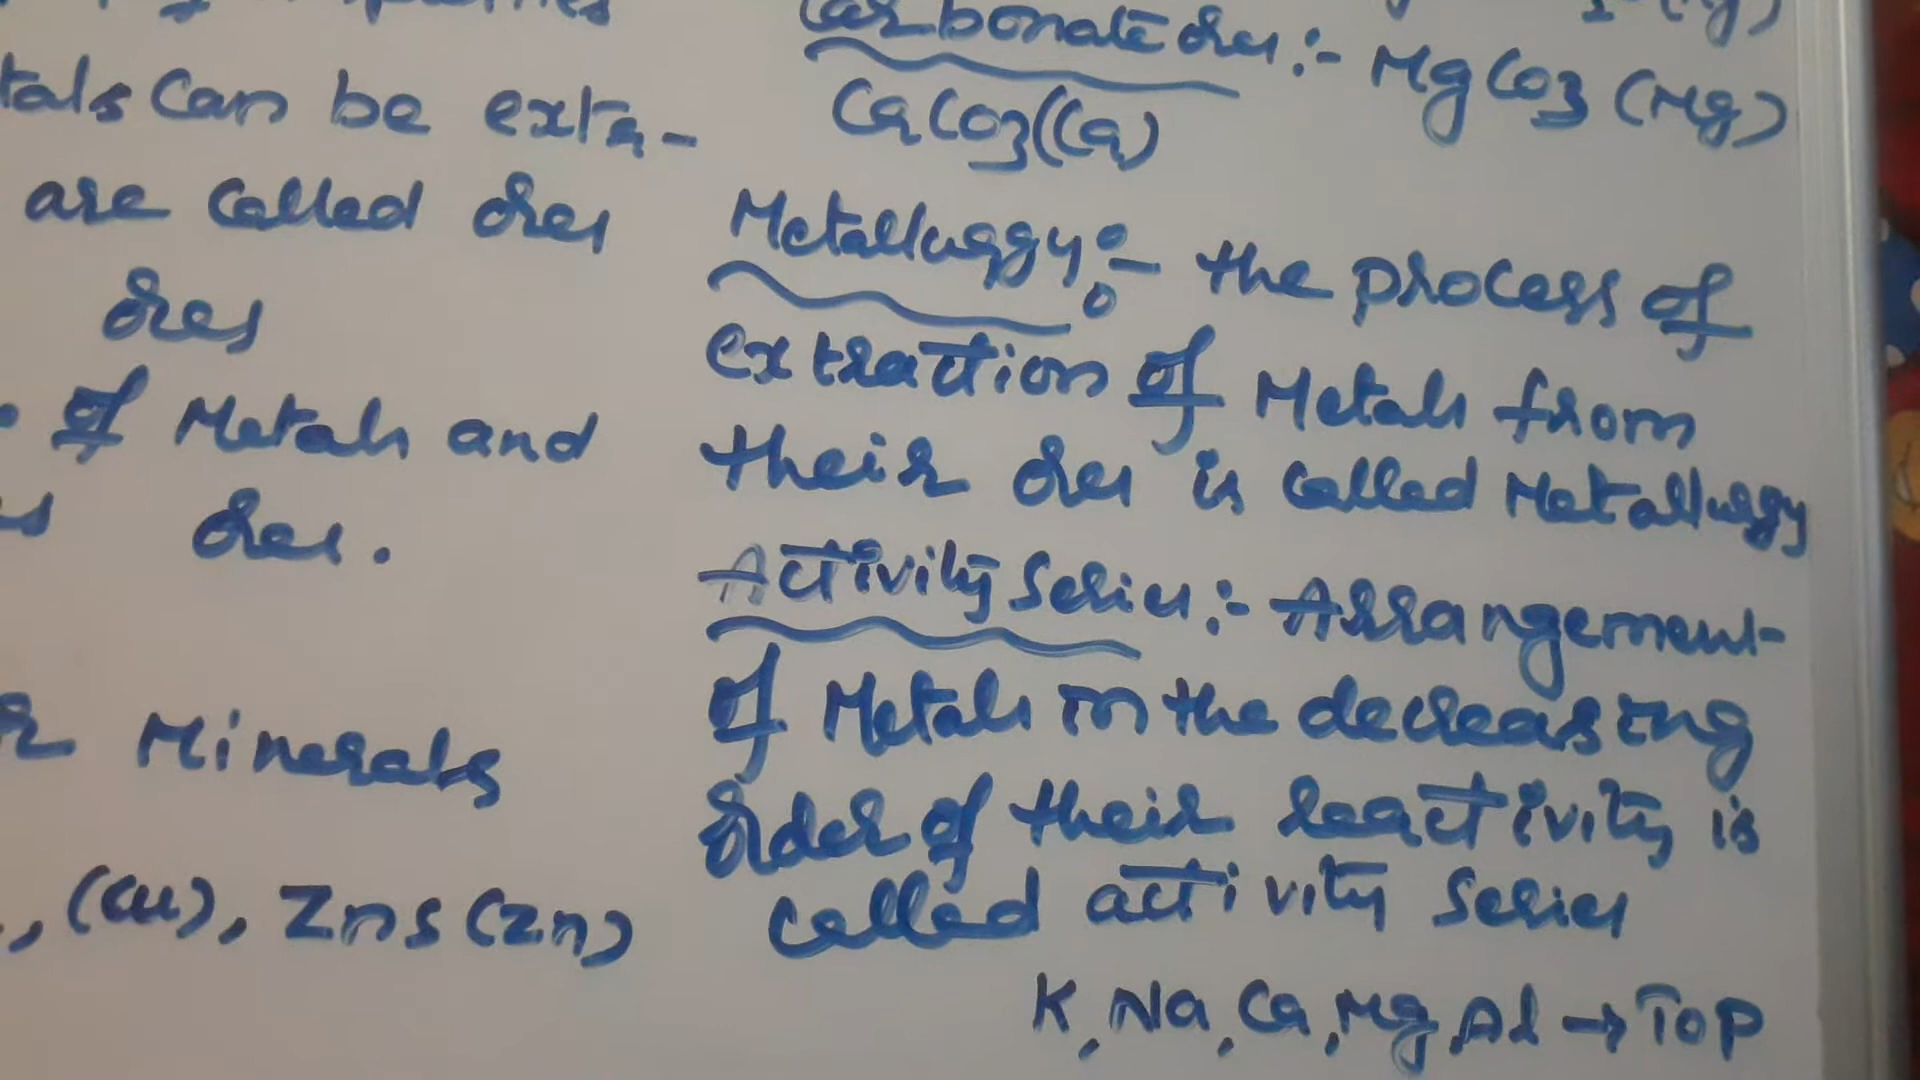 tals can be extra-
are called ores
ores
of Metals and
ores.
Minerals
, (Cu), ZnS (Zn)
Carbonate ores :- MgCO3 (Mg)
CaCO3 (Ca)
Metallurgy :- the process of
extraction of Metals from
their ores is called Metallurgy
Activity Series :- Arrangement
of Metals in the decreasing
order of their reactivity is
called activity Series
K, Na, Ca, Mg, Al → TOP